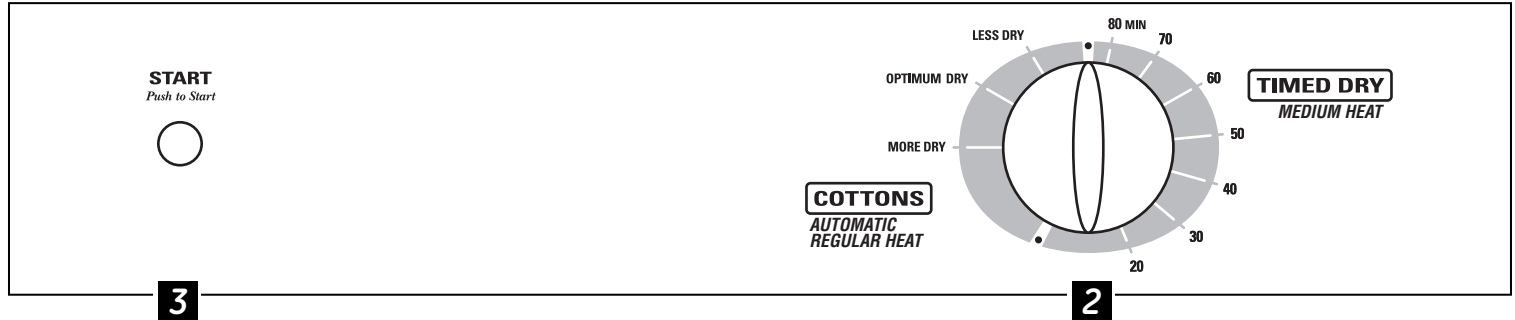 START
Push to Start
LESS DRY
OPTIMUM DRY
MORE DRY
COTTONS
AUTOMATIC
REGULAR HEAT
80 MIN
70
60
50
40
30
20
TIMED DRY
MEDIUM HEAT
3
2